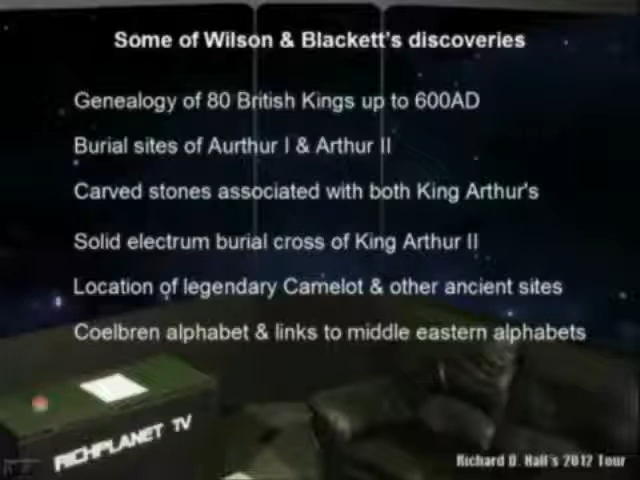 Some of Wilson & Blackett's discoveries
Genealogy of 80 British Kings up to 600AD
Burial sites of Aurthur I & Arthur II
Carved stones associated with both King Arthur's
Solid electrum burial cross of King Arthur II
Location of legendary Camelot & other ancient sites
Coelbren alphabet & links to middle eastern alphabets
RICHPLANET TV
Richard D. Hall's 2012 Tour